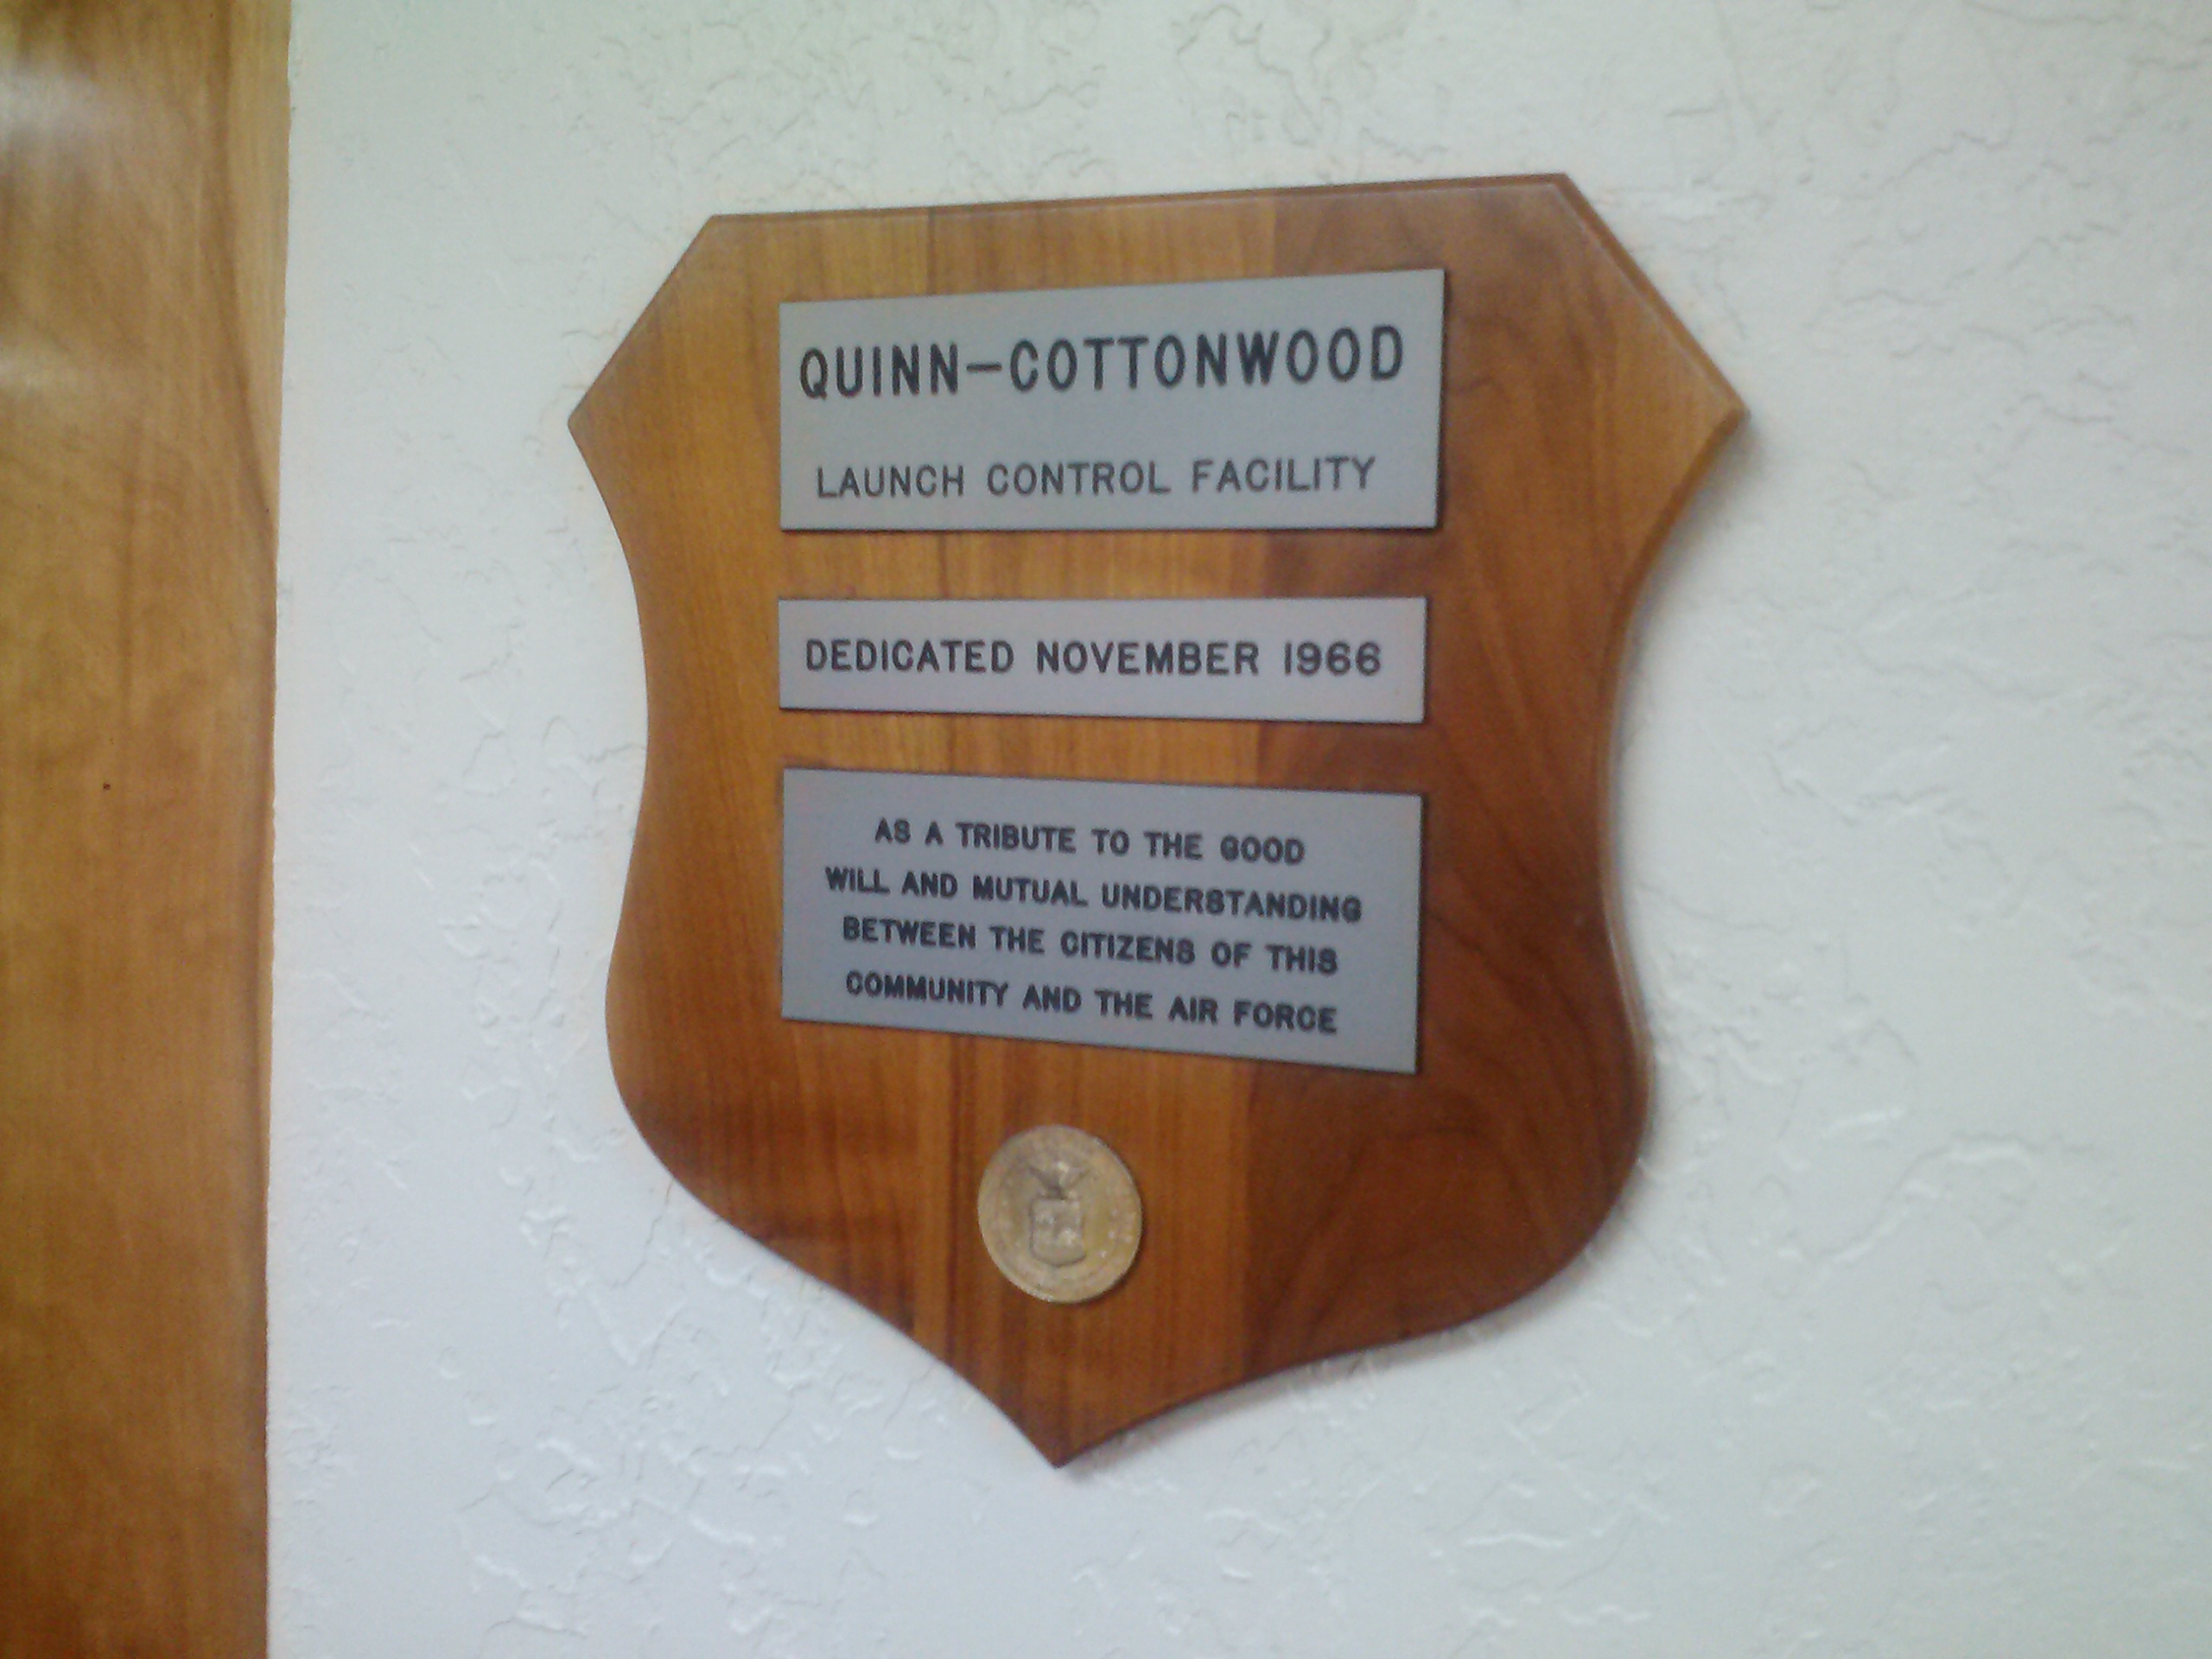 QUINN-COTTONWOOD
LAUNCH CONTROL FACILITY
DEDICATED NOVEMBER 1966
AS A TRIBUTE TO THE GOOD
WILL AND MUTUAL UNDERSTANDING
BETWEEN THE CITIZENS OF THIS
COMMUNITY AND THE AIR FORCE